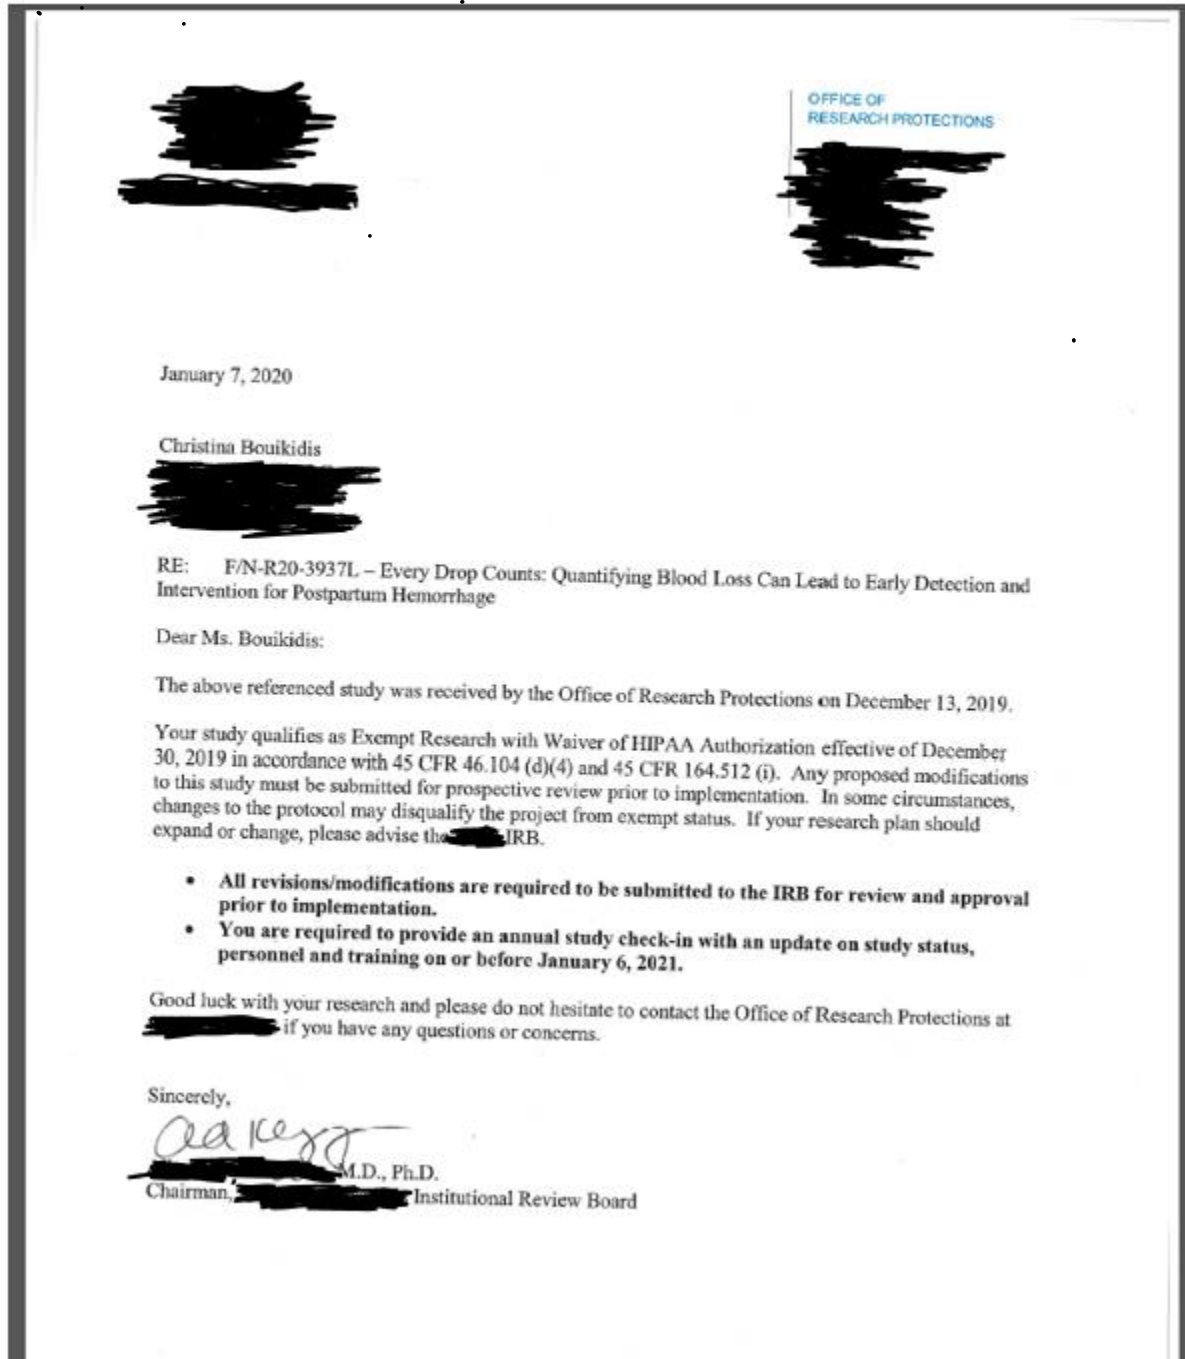 OFFICE OF
RESEARCH PROTECTIONS
January 7, 2020
Christina Bouikidis
RE: F/N-R20-3937L – Every Drop Counts: Quantifying Blood Loss Can Lead to Early Detection and
Intervention for Postpartum Hemorrhage
Dear Ms. Bouikidis:
The above referenced study was received by the Office of Research Protections on December 13, 2019.
Your study qualifies as Exempt Research with Waiver of HIPAA Authorization effective of December
30, 2019 in accordance with 45 CFR 46.104 (d)(4) and 45 CFR 164.512 (i). Any proposed modifications
to this study must be submitted for prospective review prior to implementation. In some circumstances,
changes to the protocol may disqualify the project from exempt status. If your research plan should
expand or change, please advise the IRB.
• All revisions/modifications are required to be submitted to the IRB for review and approval
prior to implementation.
• You are required to provide an annual study check-in with an update on study status,
personnel and training on or before January 6, 2021.
Good luck with your research and please do not hesitate to contact the Office of Research Protections at
if you have any questions or concerns.
Sincerely,
M.D., Ph.D.
Chairman, Institutional Review Board